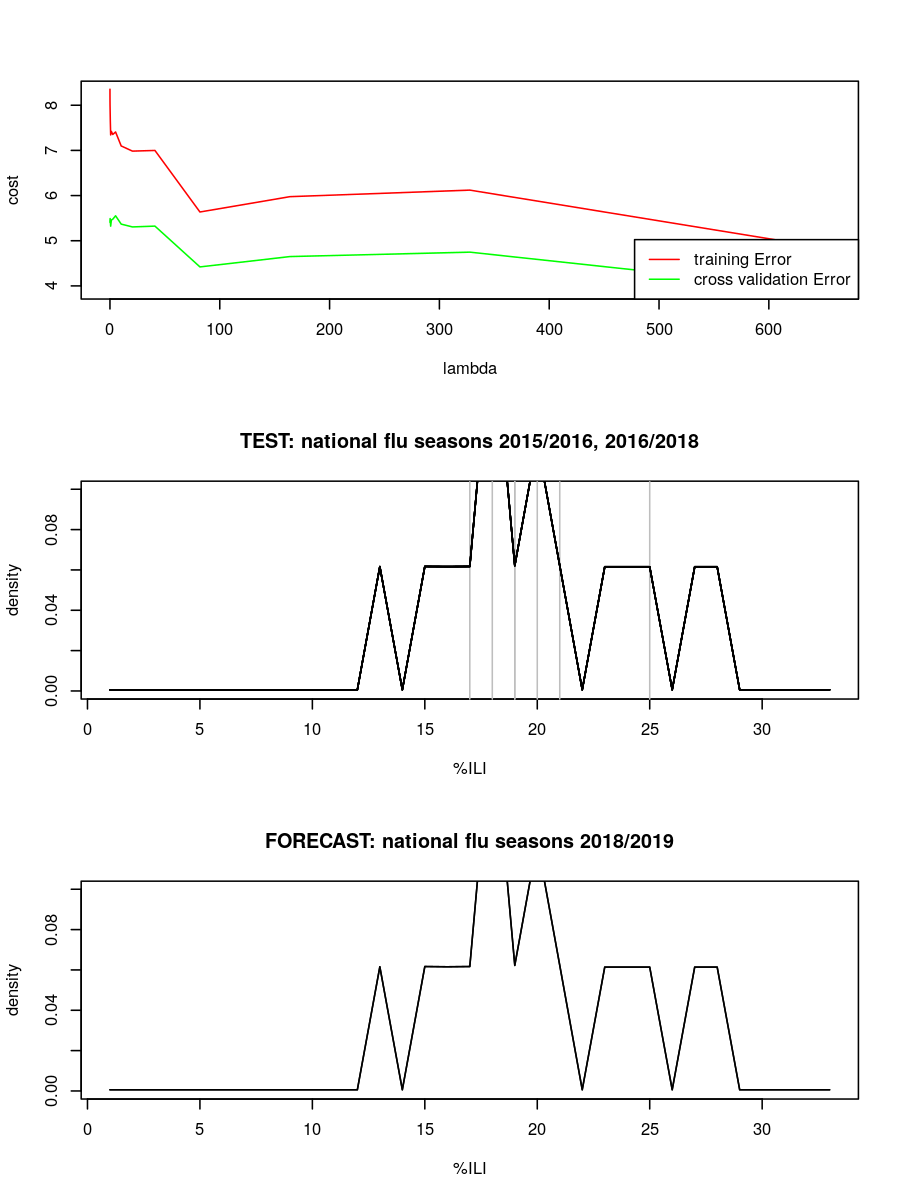 8
7
6
5
4
cost
0 100 200 300 400 500 600
lambda
training Error
cross validation Error
TEST: national flu seasons 2015/2016, 2016/2018
0.08
0.04
0.00
density
0 5 10 15 20 25 30
%ILI
FORECAST: national flu seasons 2018/2019
0.08
0.04
0.00
density
0 5 10 15 20 25 30
%ILI